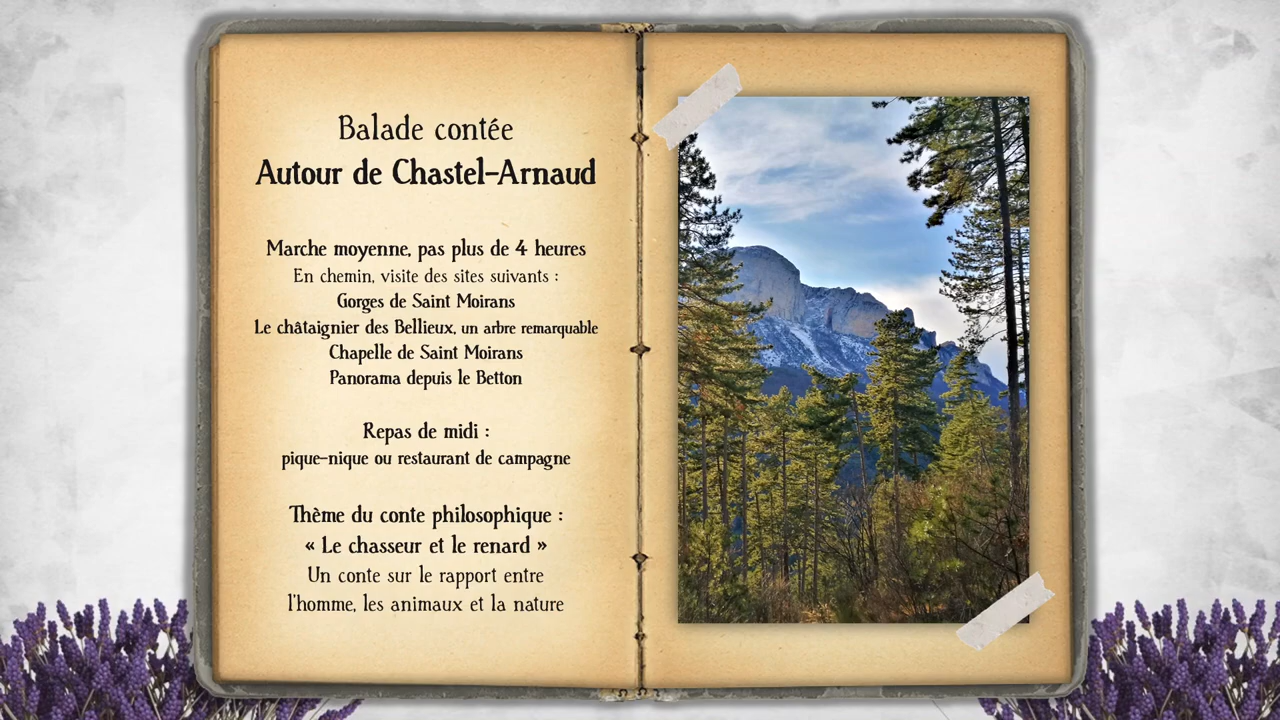 Balade contée
Autour de Chastel-Arnaud
Marche moyenne, pas plus de 4 heures
En chemin, visite des sites suivants :
Gorges de Saint Moirans
Le châtaignier des Bellieux, un arbre remarquable
Chapelle de Saint Moirans
Panorama depuis le Betton
Repas de midi :
pique-nique ou restaurant de campagne
Thème du conte philosophique :
« Le chasseur et le renard »
Un conte sur le rapport entre
l'homme, les animaux et la nature